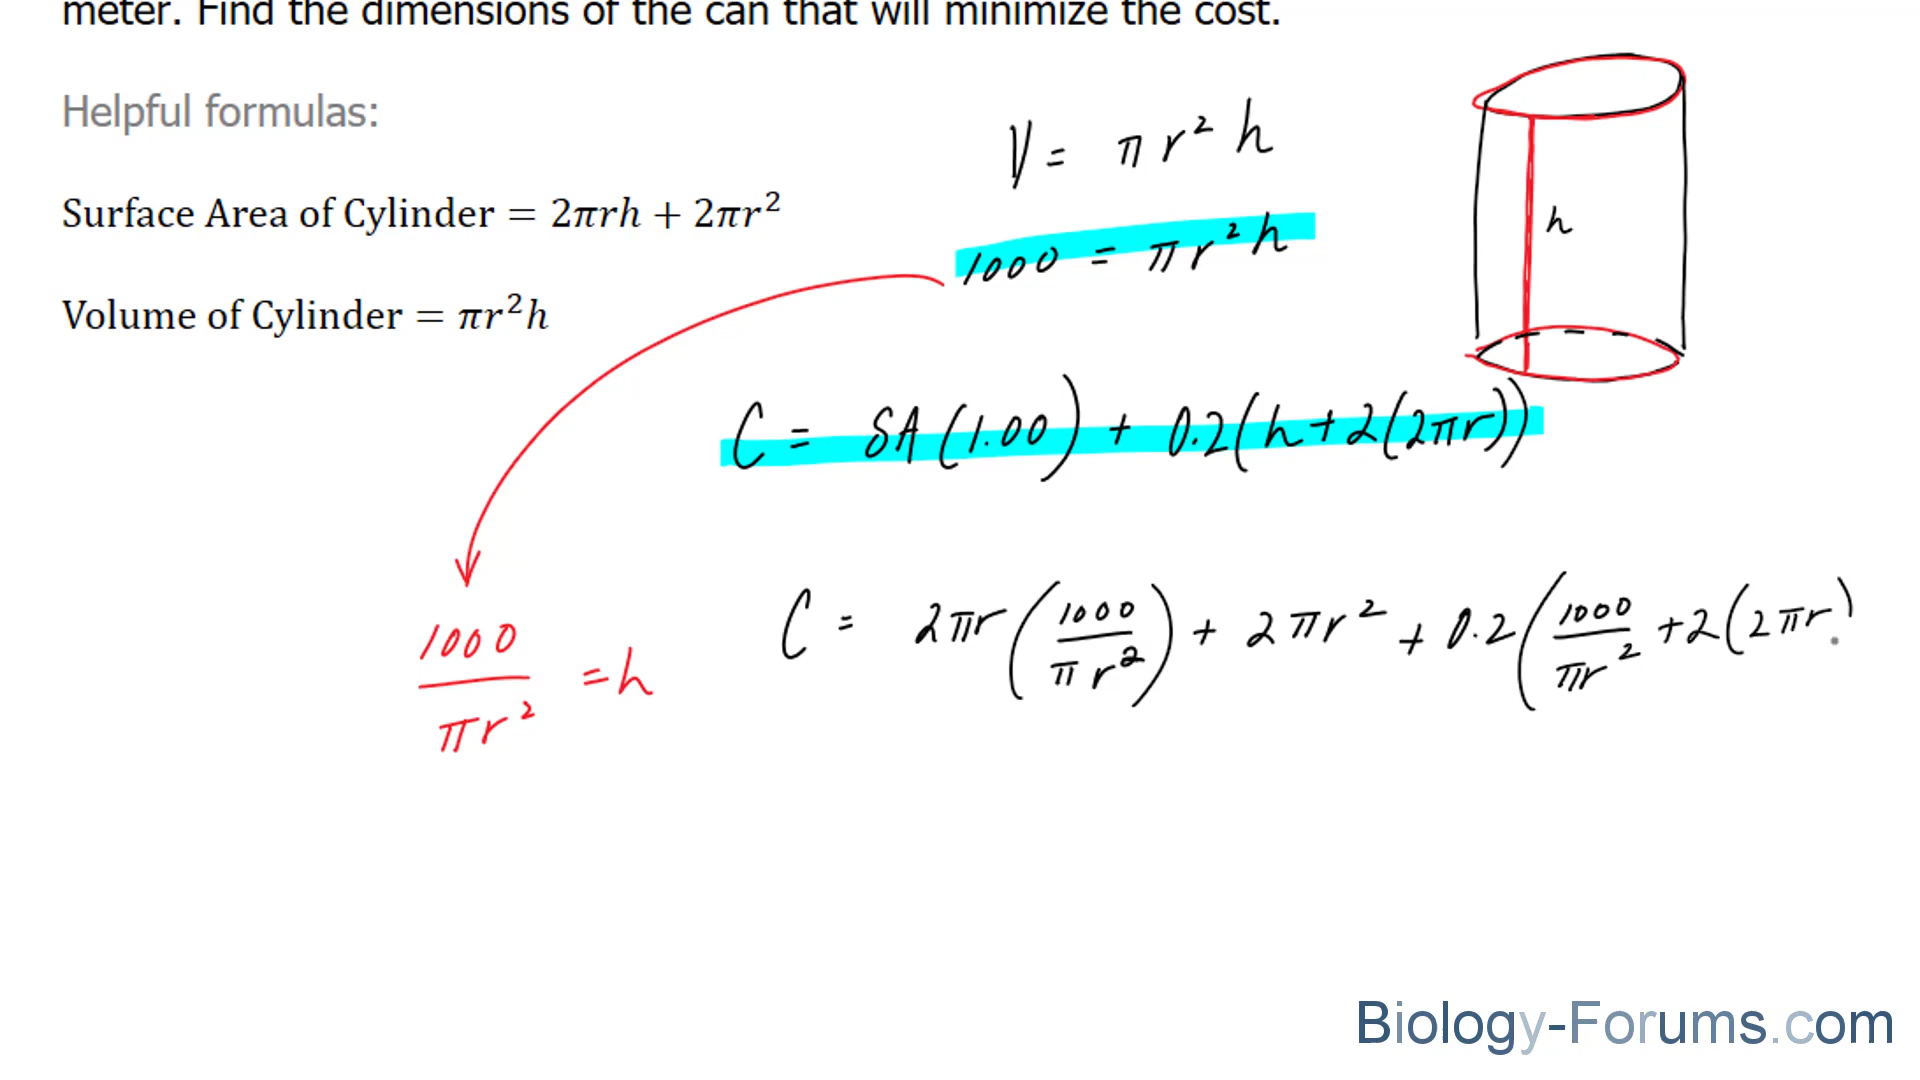 meter. Find the dimensions of the can that will minimize the cost.
Helpful formulas:
V = πr²h
Surface Area of Cylinder = 2πrh + 2πr²
1000 = πr²h
h
Volume of Cylinder = πr²h
C = SA(1.00) + 0.2(h+2(2πr))
C = 2πr(1000/πr²) + 2πr² + 0.2(1000/πr² +2(2πr)
1000/πr² = h
Biology-Forums.com